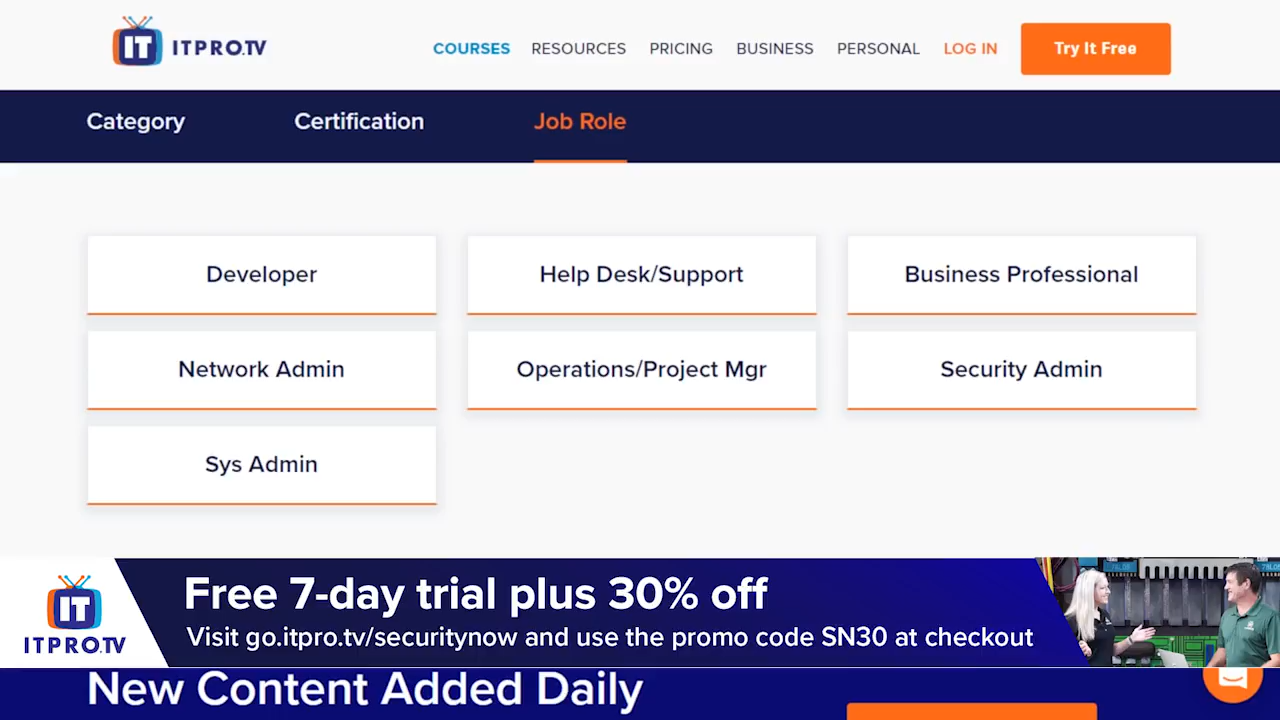 IT ITPRO.TV
COURSES RESOURCES PRICING BUSINESS PERSONAL LOG IN Try It Free
Category Certification Job Role
Developer Help Desk/Support Business Professional
Network Admin Operations/Project Mgr Security Admin
Sys Admin
IT
ITPRO.TV
Free 7-day trial plus 30% off
Visit go.itpro.tv/securitynow and use the promo code SN30 at checkout
New Content Added Daily